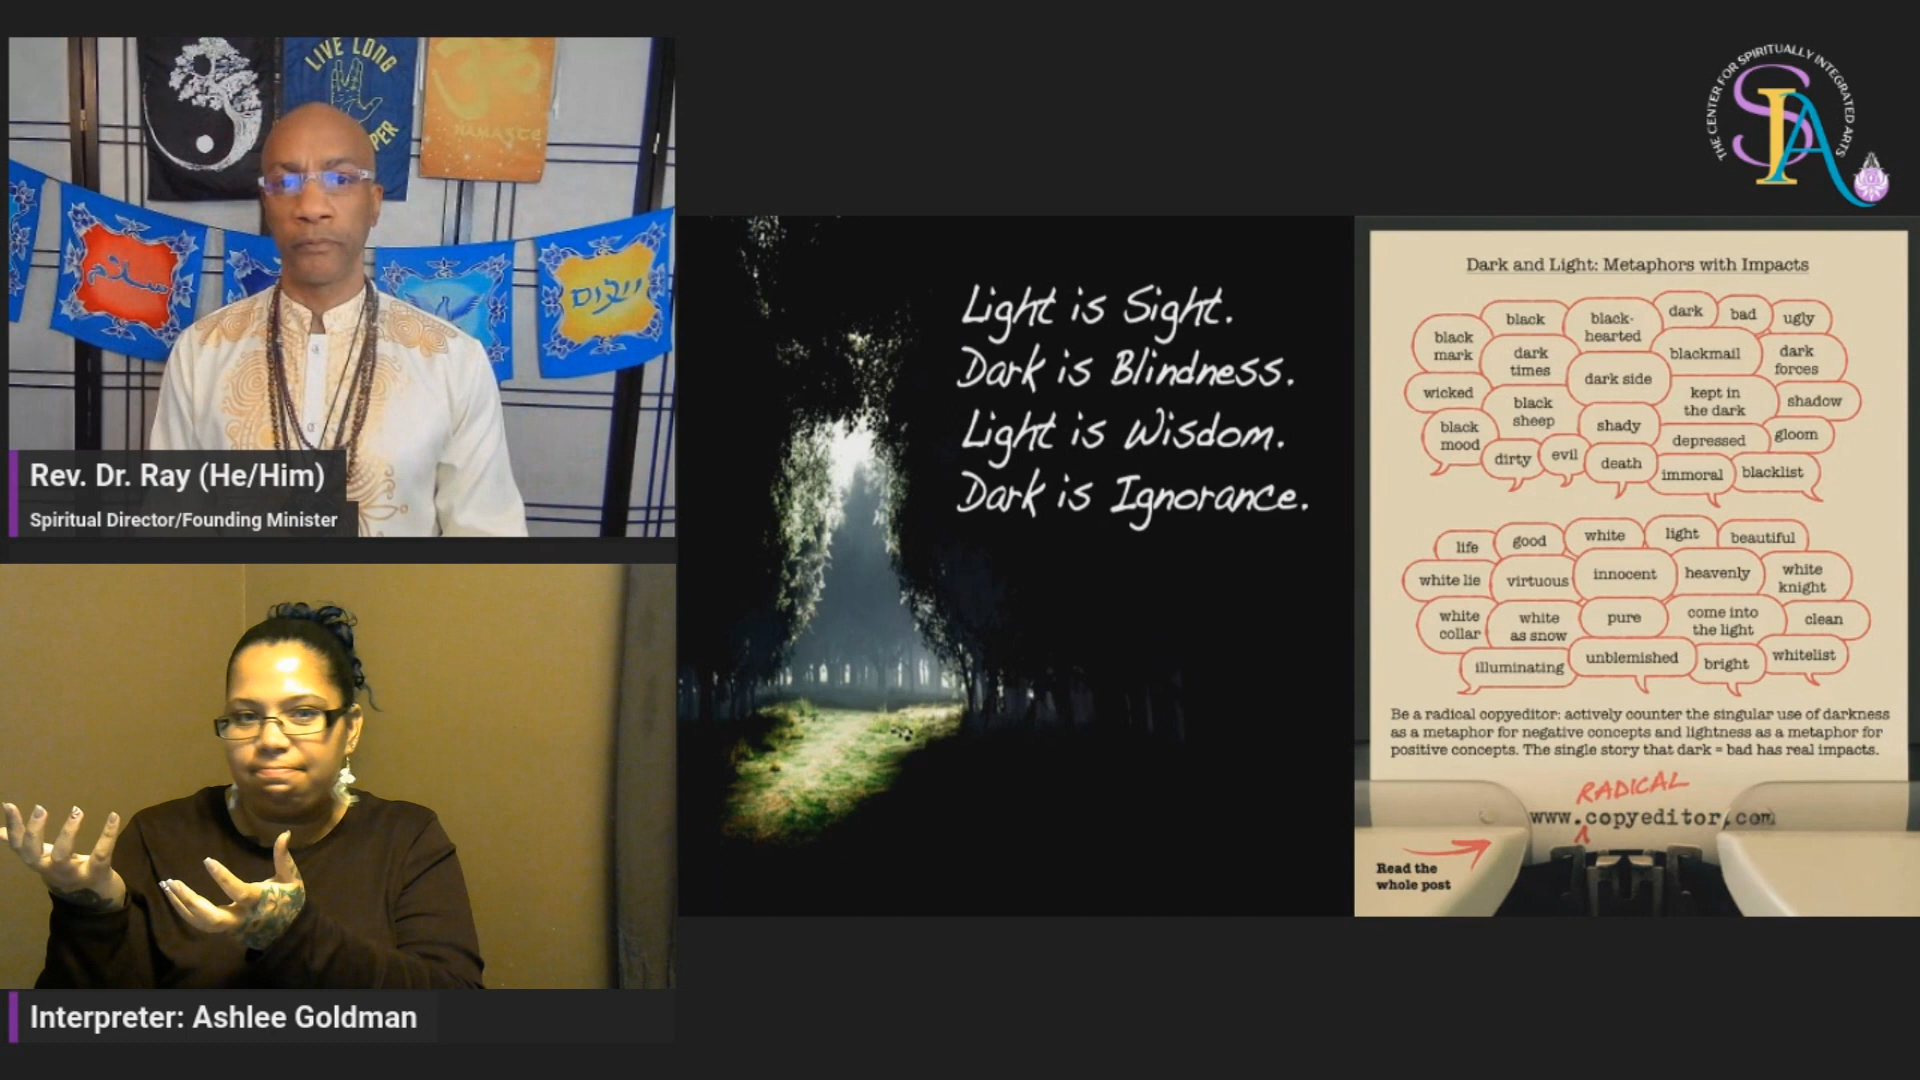 LIVE LONG
PER
NAMASTE
سلام
Rev. Dr. Ray (He/Him)
Spiritual Director/Founding Minister
Interpreter: Ashlee Goldman
Light is Sight.
Dark is Blindness.
Light is Wisdom.
Dark is Ignorance.
THE CENTER FOR SPIRITUALLY INTEGRATED ARTS
SIA
Dark and Light: Metaphors with Impacts
black mark
black
black-
hearted
dark
bad
ugly
dark times
dark side
blackmail
dark forces
wicked
black sheep
shady
kept in
the dark
shadow
black mood
dirty
evil
death
depressed
gloom
immoral
blacklist
life
good
white
light
beautiful
white lie
virtuous
innocent
heavenly
white knight
white collar
white as snow
pure
come into
the light
clean
illuminating
unblemished
bright
whitelist
Be a radical copyeditor: actively counter the singular use of darkness
as a metaphor for negative concepts and lightness as a metaphor for
positive concepts. The single story that dark = bad has real impacts.
RADICAL
www.copyeditor.com
Read the
whole post